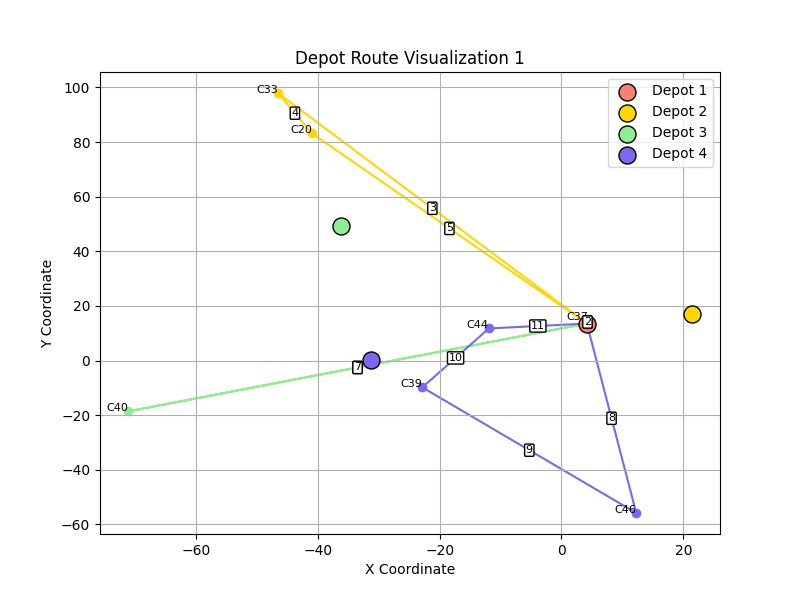 Depot Route Visualization 1
Depot 1
Depot 2
Depot 3
Depot 4
C33
4
C20
3
5
C37
2
C44
11
10
7
C39
C40
8
9
C46
100
80
60
40
20
0
−20
−40
−60
−60
−40
−20
0
20
X Coordinate
Y Coordinate